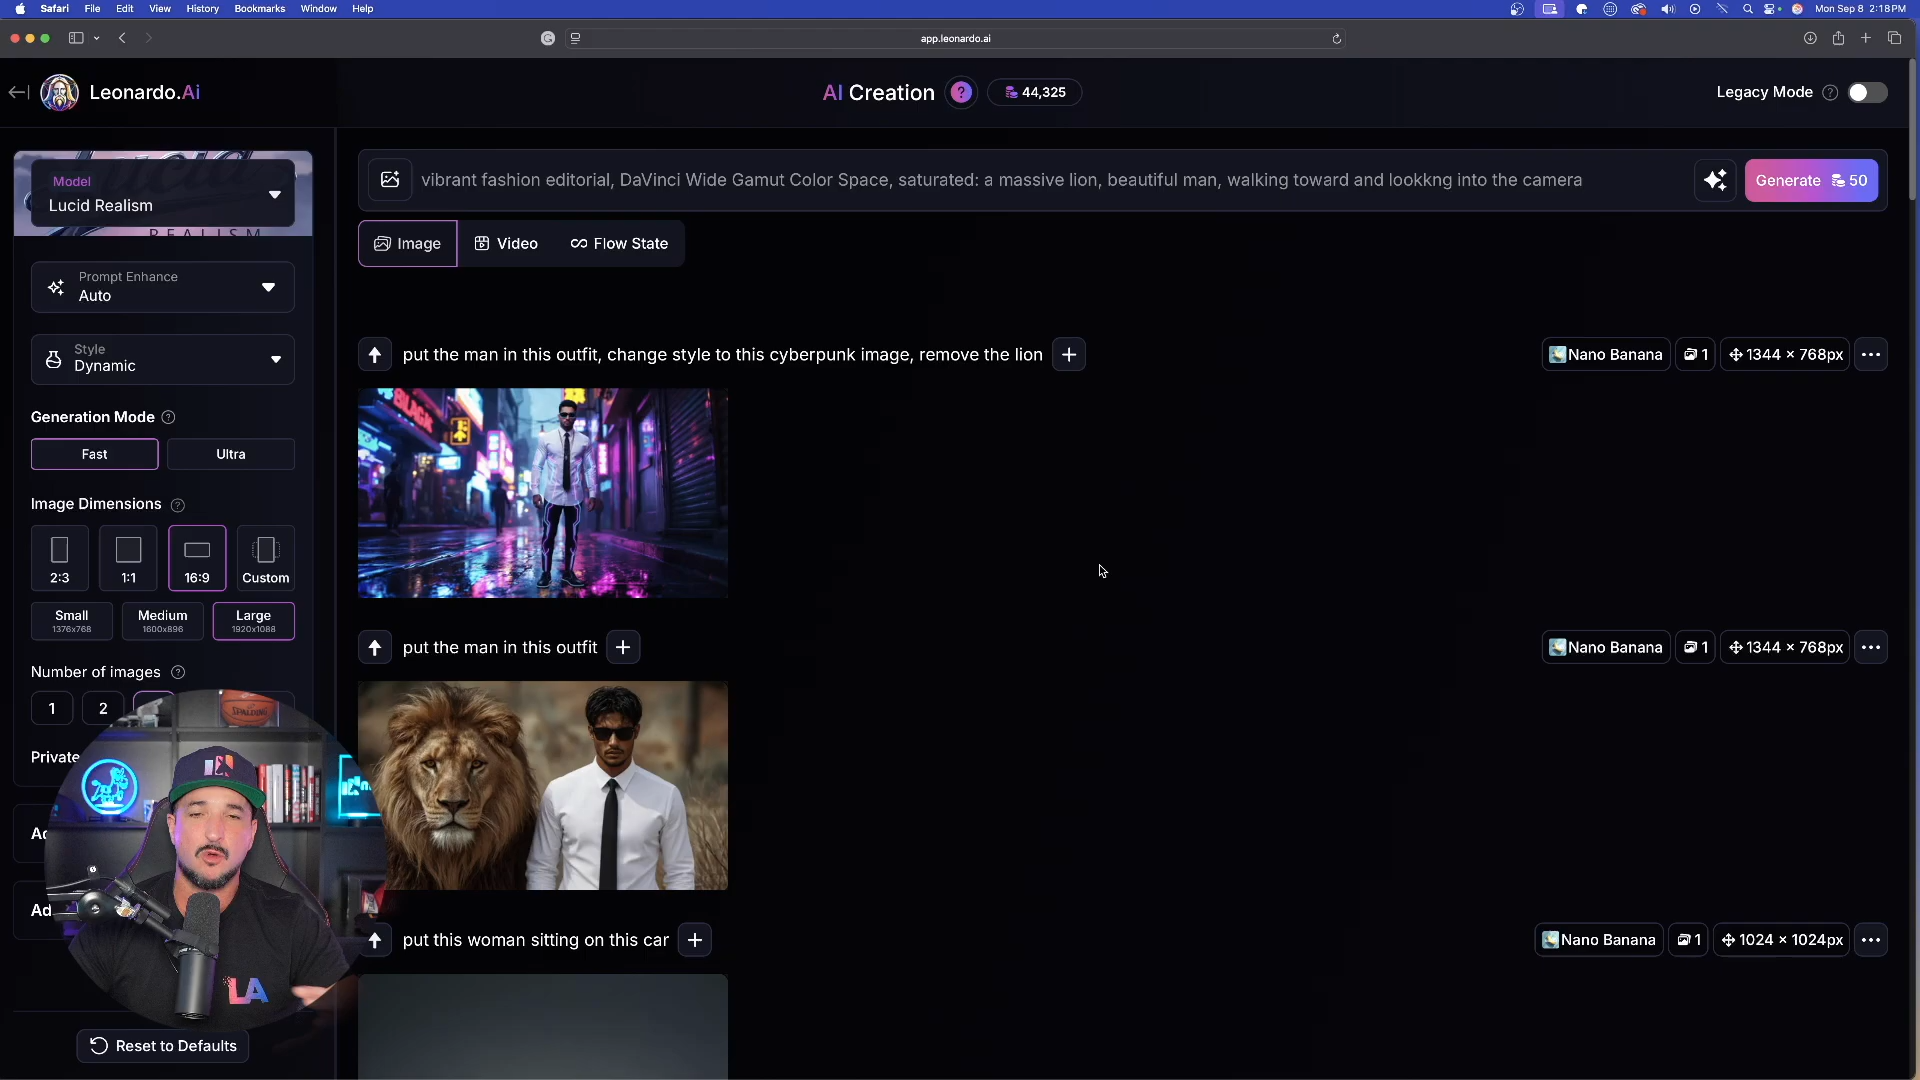 Safari File Edit View History Bookmarks Window Help
Mon Sep 8 2:18 PM
app.leonardo.ai
Leonardo.Ai
AI Creation
?
44,325
Legacy Mode ?
Model
Lucid Realism
REALISM
vibrant fashion editorial, DaVinci Wide Gamut Color Space, saturated: a massive lion, beautiful man, walking toward and lookkng into the camera
Generate 50
Image Video Flow State
Prompt Enhance
Auto
Style
Dynamic
Generation Mode ?
Fast Ultra
Image Dimensions ?
2:3 1:1 16:9 Custom
Small Medium Large
1376x768 1600x896 1920x1088
Number of images ?
1 2
Private
Ad
Ad
Reset to Defaults
put the man in this outfit, change style to this cyberpunk image, remove the lion
Nano Banana 1 1344 × 768px
put the man in this outfit
Nano Banana 1 1344 × 768px
put this woman sitting on this car
Nano Banana 1 1024 × 1024px
SPALDING
LA